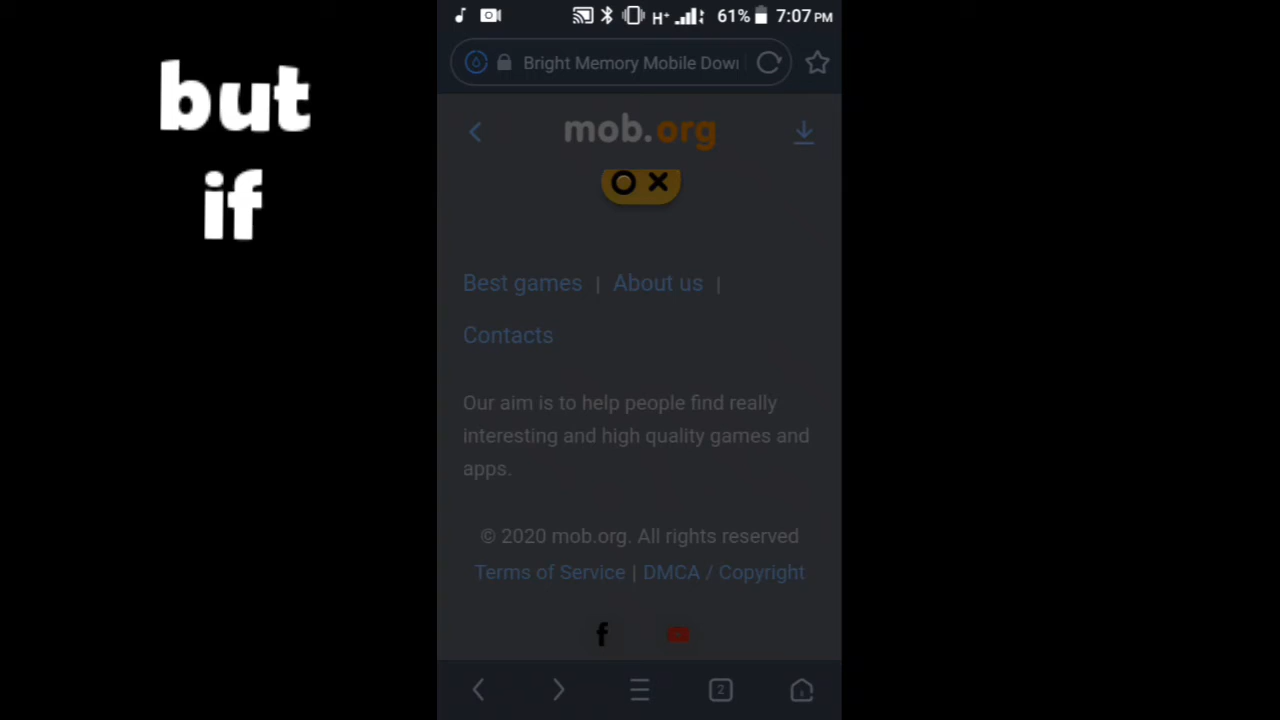 but
if
H+ 61% 7:07 PM
Bright Memory Mobile Dow
mob.org
Best games | About us |
Contacts
Our aim is to help people find really
interesting and high quality games and
apps.
© 2020 mob.org. All rights reserved
Terms of Service | DMCA / Copyright
2